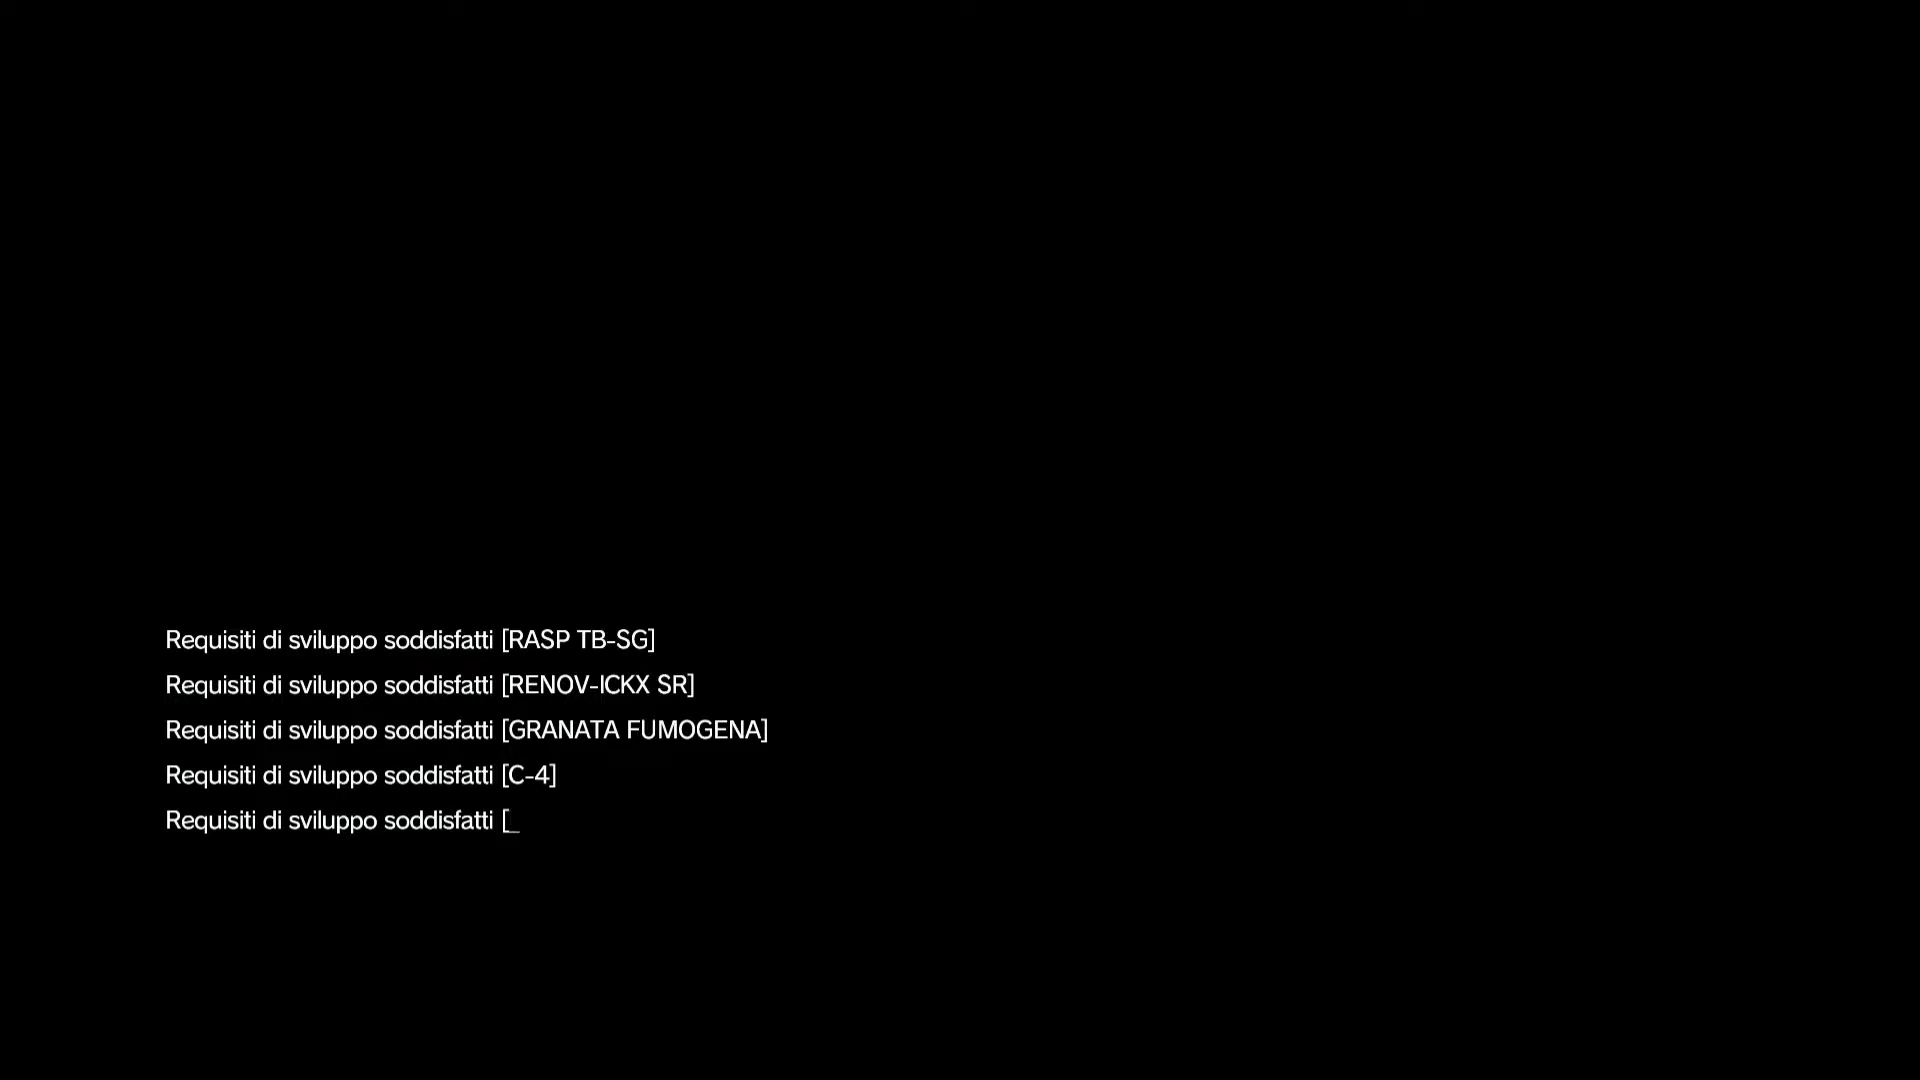 Requisiti di sviluppo soddisfatti [RASP TB-SG]
Requisiti di sviluppo soddisfatti [RENOV-ICKX SR]
Requisiti di sviluppo soddisfatti [GRANATA FUMOGENA]
Requisiti di sviluppo soddisfatti [C-4]
Requisiti di sviluppo soddisfatti [_